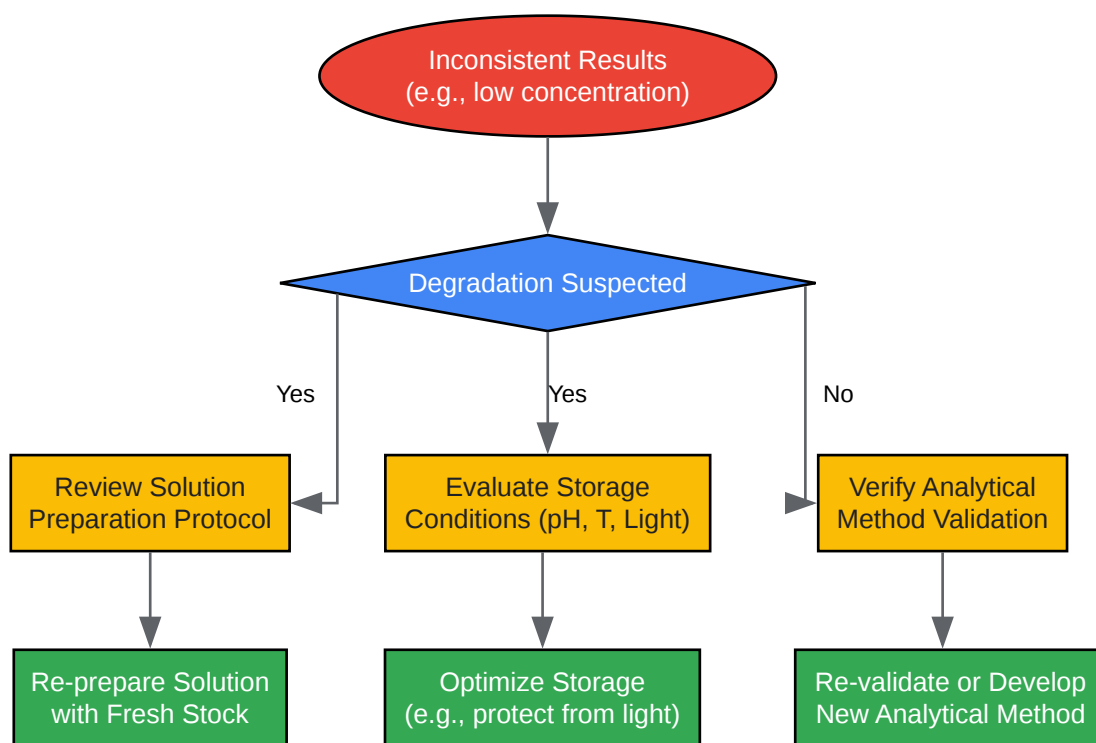 Inconsistent Results
(e.g., low concentration)
Degradation Suspected
Yes
Yes
No
Review Solution
Preparation Protocol
Evaluate Storage
Conditions (pH, T, Light)
Verify Analytical
Method Validation
Re-prepare Solution
with Fresh Stock
Optimize Storage
(e.g., protect from light)
Re-validate or Develop
New Analytical Method